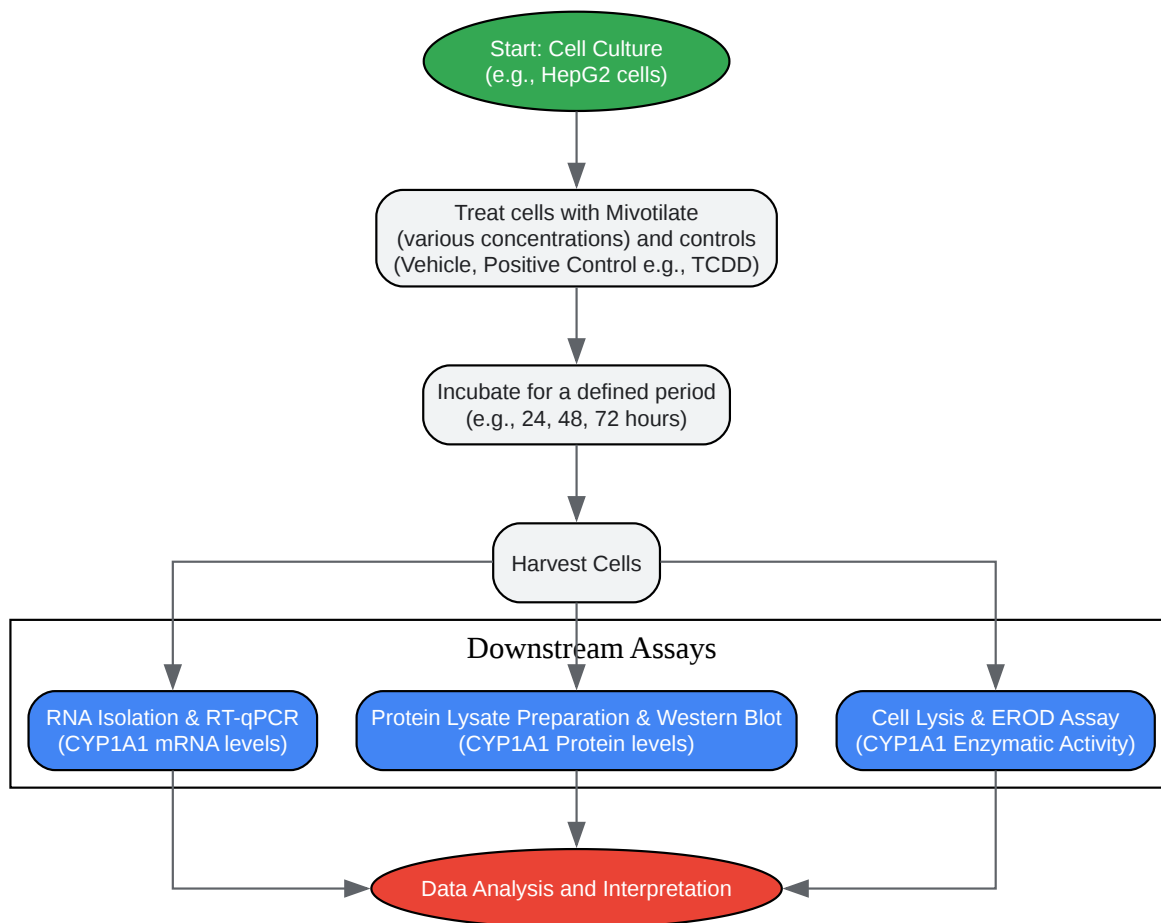 Start: Cell Culture
(e.g., HepG2 cells)
Treat cells with Mivotilate
(various concentrations) and controls
(Vehicle, Positive Control e.g., TCDD)
Incubate for a defined period
(e.g., 24, 48, 72 hours)
Harvest Cells
Downstream Assays
RNA Isolation & RT-qPCR
(CYP1A1 mRNA levels)
Protein Lysate Preparation & Western Blot
(CYP1A1 Protein levels)
Cell Lysis & EROD Assay
(CYP1A1 Enzymatic Activity)
Data Analysis and Interpretation